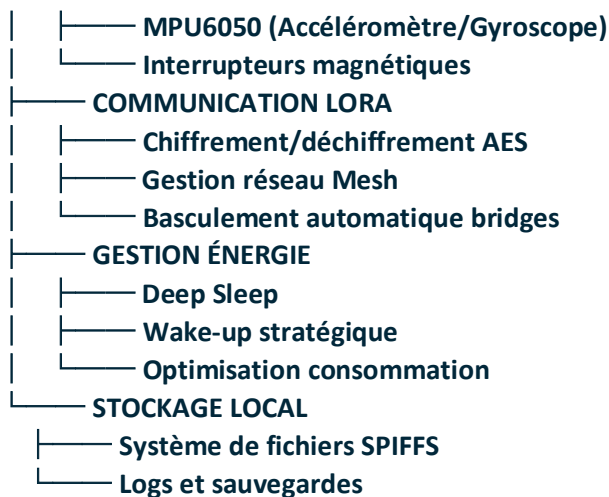 MPU6050 (Accéléromètre/Gyroscope)
Interrupteurs magnétiques
COMMUNICATION LORA
Chiffrement/déchiffrement AES
Gestion réseau Mesh
Basculement automatique bridges
GESTION ÉNERGIE
Deep Sleep
Wake-up stratégique
Optimisation consommation
STOCKAGE LOCAL
Système de fichiers SPIFFS
Logs et sauvegardes